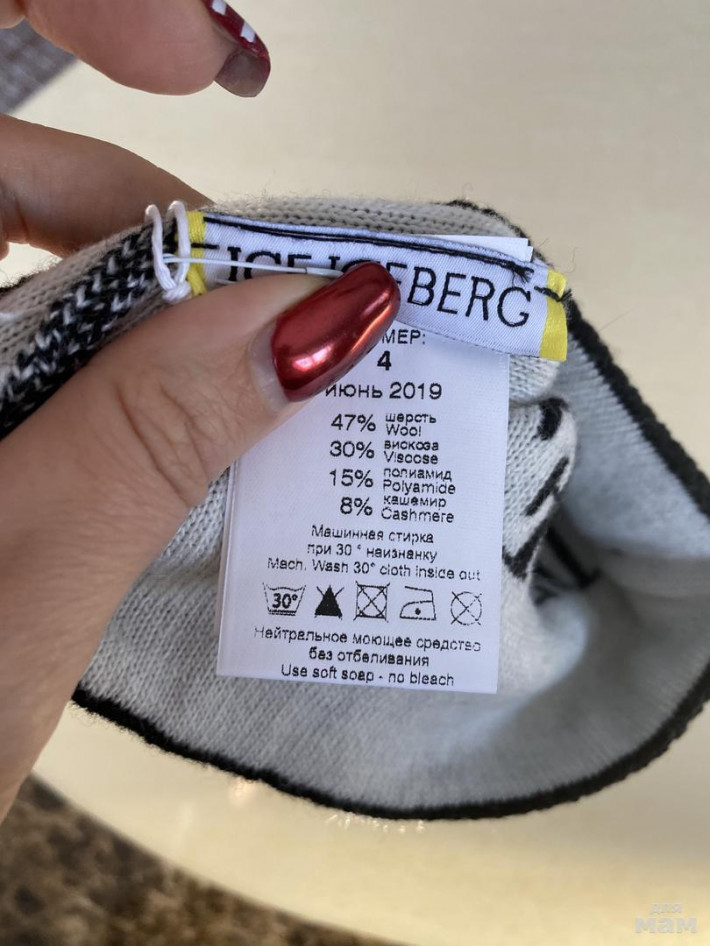 ICE ICEBERG
МЕР:
4
июнь 2019
47% шерсть
Wool
30% вискоза
Viscose
15% полиамид
Polyamide
8% кашемир
Cashmere
Машинная стирка
при 30 ° наизнанку
Mach. Wash 30° cloth inside out
30°
Нейтральное моющее средство
без отбеливания
Use soft soap - no bleach
для
мам